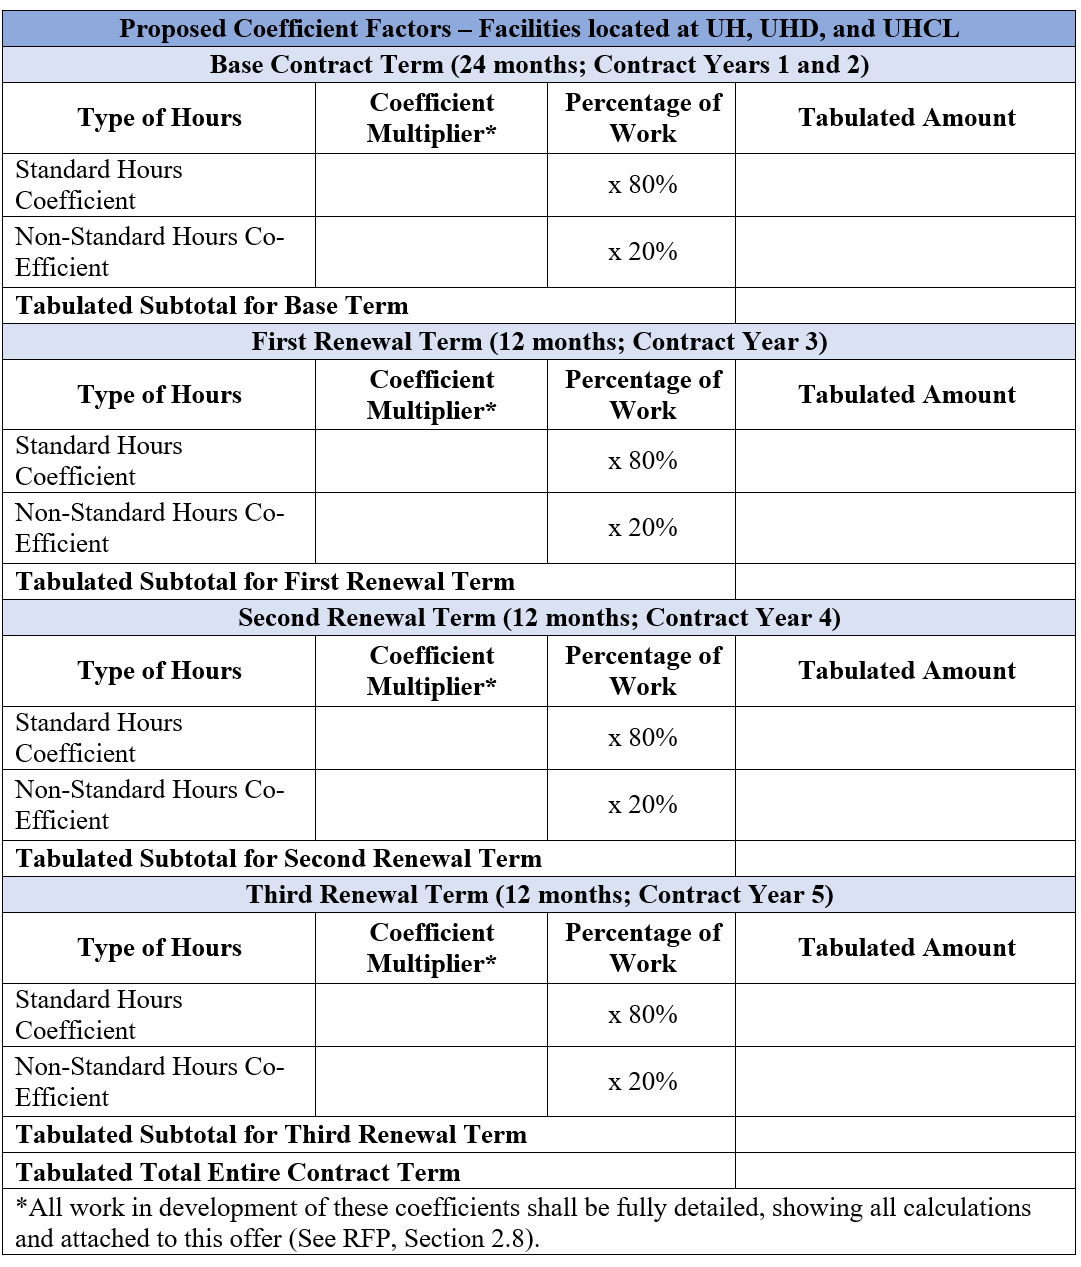 Proposed Coefficient Factors – Facilities located at UH, UHD, and UHCL
Base Contract Term (24 months; Contract Years 1 and 2)
Type of Hours
Coefficient
Multiplier*
Percentage of
Work
Tabulated Amount
Standard Hours
Coefficient
x 80%
Non-Standard Hours Co-
Efficient
x 20%
Tabulated Subtotal for Base Term
First Renewal Term (12 months; Contract Year 3)
Type of Hours
Coefficient
Multiplier*
Percentage of
Work
Tabulated Amount
Standard Hours
Coefficient
x 80%
Non-Standard Hours Co-
Efficient
x 20%
Tabulated Subtotal for First Renewal Term
Second Renewal Term (12 months; Contract Year 4)
Type of Hours
Coefficient
Multiplier*
Percentage of
Work
Tabulated Amount
Standard Hours
Coefficient
x 80%
Non-Standard Hours Co-
Efficient
x 20%
Tabulated Subtotal for Second Renewal Term
Third Renewal Term (12 months; Contract Year 5)
Type of Hours
Coefficient
Multiplier*
Percentage of
Work
Tabulated Amount
Standard Hours
Coefficient
x 80%
Non-Standard Hours Co-
Efficient
x 20%
Tabulated Subtotal for Third Renewal Term
Tabulated Total Entire Contract Term
*All work in development of these coefficients shall be fully detailed, showing all calculations
and attached to this offer (See RFP, Section 2.8).